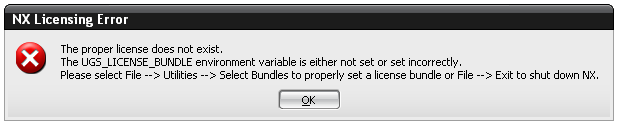 NX Licensing Error
The proper license does not exist.
The UGS_LICENSE_BUNDLE environment variable is either not set or set incorrectly.
Please select File --> Utilities --> Select Bundles to properly set a license bundle or File --> Exit to shut down NX.
OK